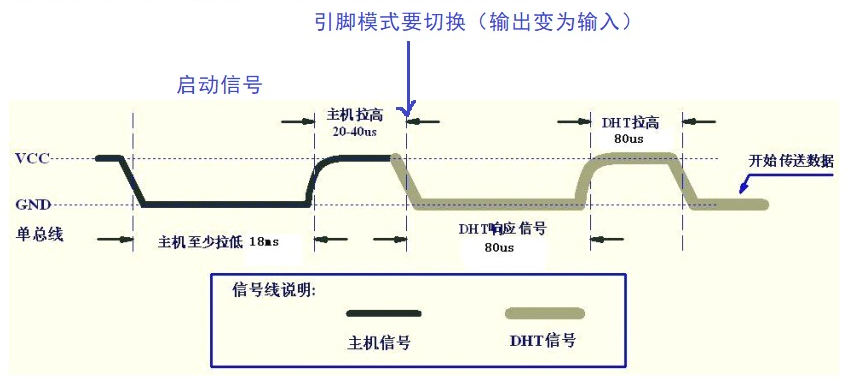 引脚模式要切换（输出变为输入）
启动信号
主机拉高
20-40us
DHT拉高
80us
VCC
开始传送数据
GND
单总线
主机至少拉低 18ms
DHT响应信号
80us
信号线说明:
主机信号
DHT信号